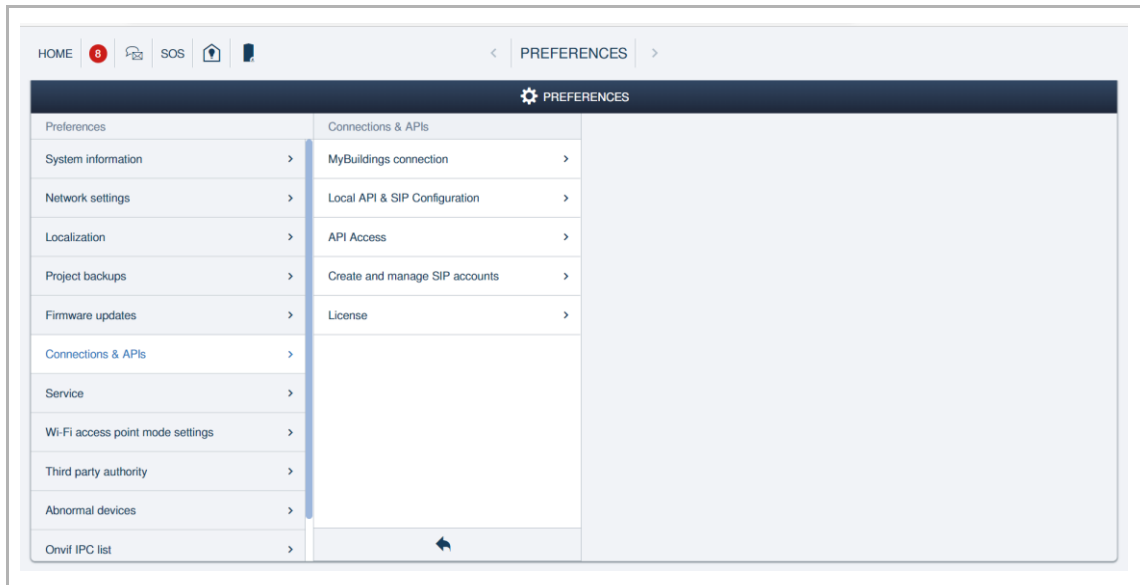 HOME 8 SOS < PREFERENCES >
PREFERENCES
Preferences
System information
Network settings
Localization
Project backups
Firmware updates
Connections & APIs
Service
Wi-Fi access point mode settings
Third party authority
Abnormal devices
Onvif IPC list
Connections & APIs
MyBuildings connection
Local API & SIP Configuration
API Access
Create and manage SIP accounts
License